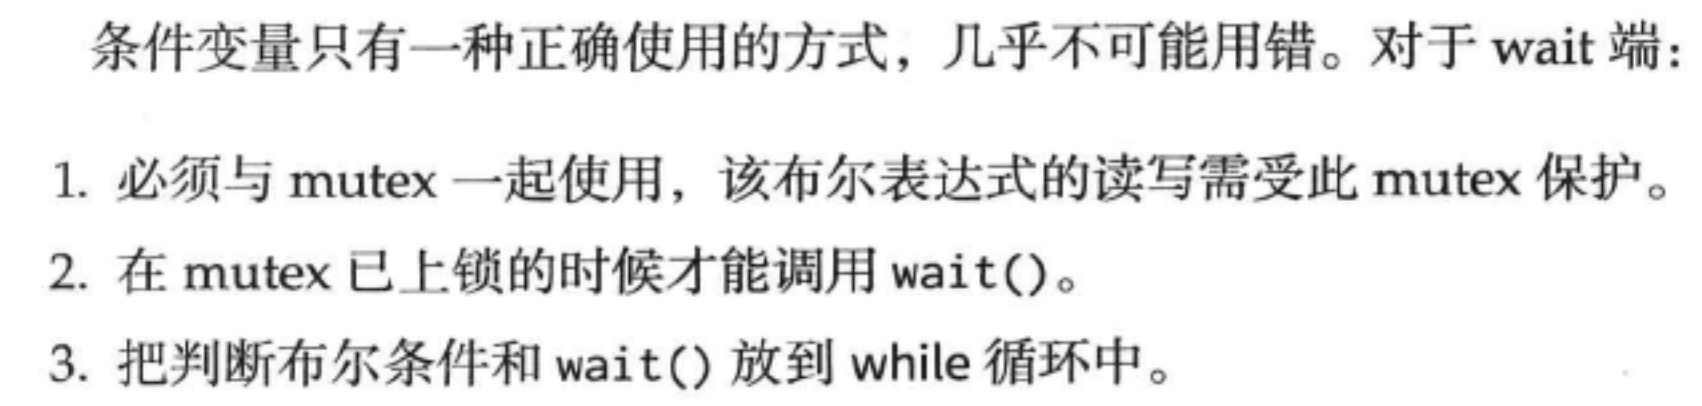 条件变量只有一种正确使用的方式，几乎不可能用错。对于 wait 端：
1. 必须与 mutex 一起使用，该布尔表达式的读写需受此 mutex 保护。
2. 在 mutex 已上锁的时候才能调用 wait()。
3. 把判断布尔条件和 wait() 放到 while 循环中。